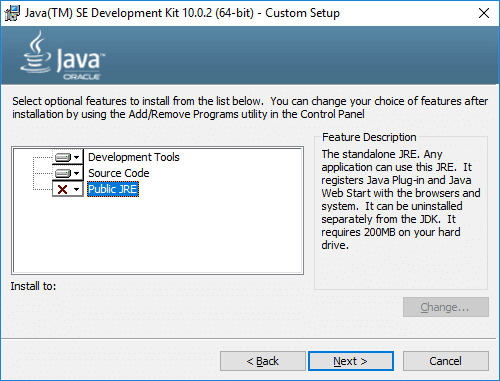 Java(TM) SE Development Kit 10.0.2 (64-bit) - Custom Setup
Java™
ORACLE
Select optional features to install from the list below.  You can change your choice of features after
installation by using the Add/Remove Programs utility in the Control Panel
Development Tools
Source Code
Public JRE
Feature Description
The standalone JRE. Any
application can use this JRE.  It
registers Java Plug-in and Java
Web Start with the browsers and
system.  It can be uninstalled
separately from the JDK.  It
requires 200MB on your hard
drive.
Install to:
Change...
< Back
Next >
Cancel